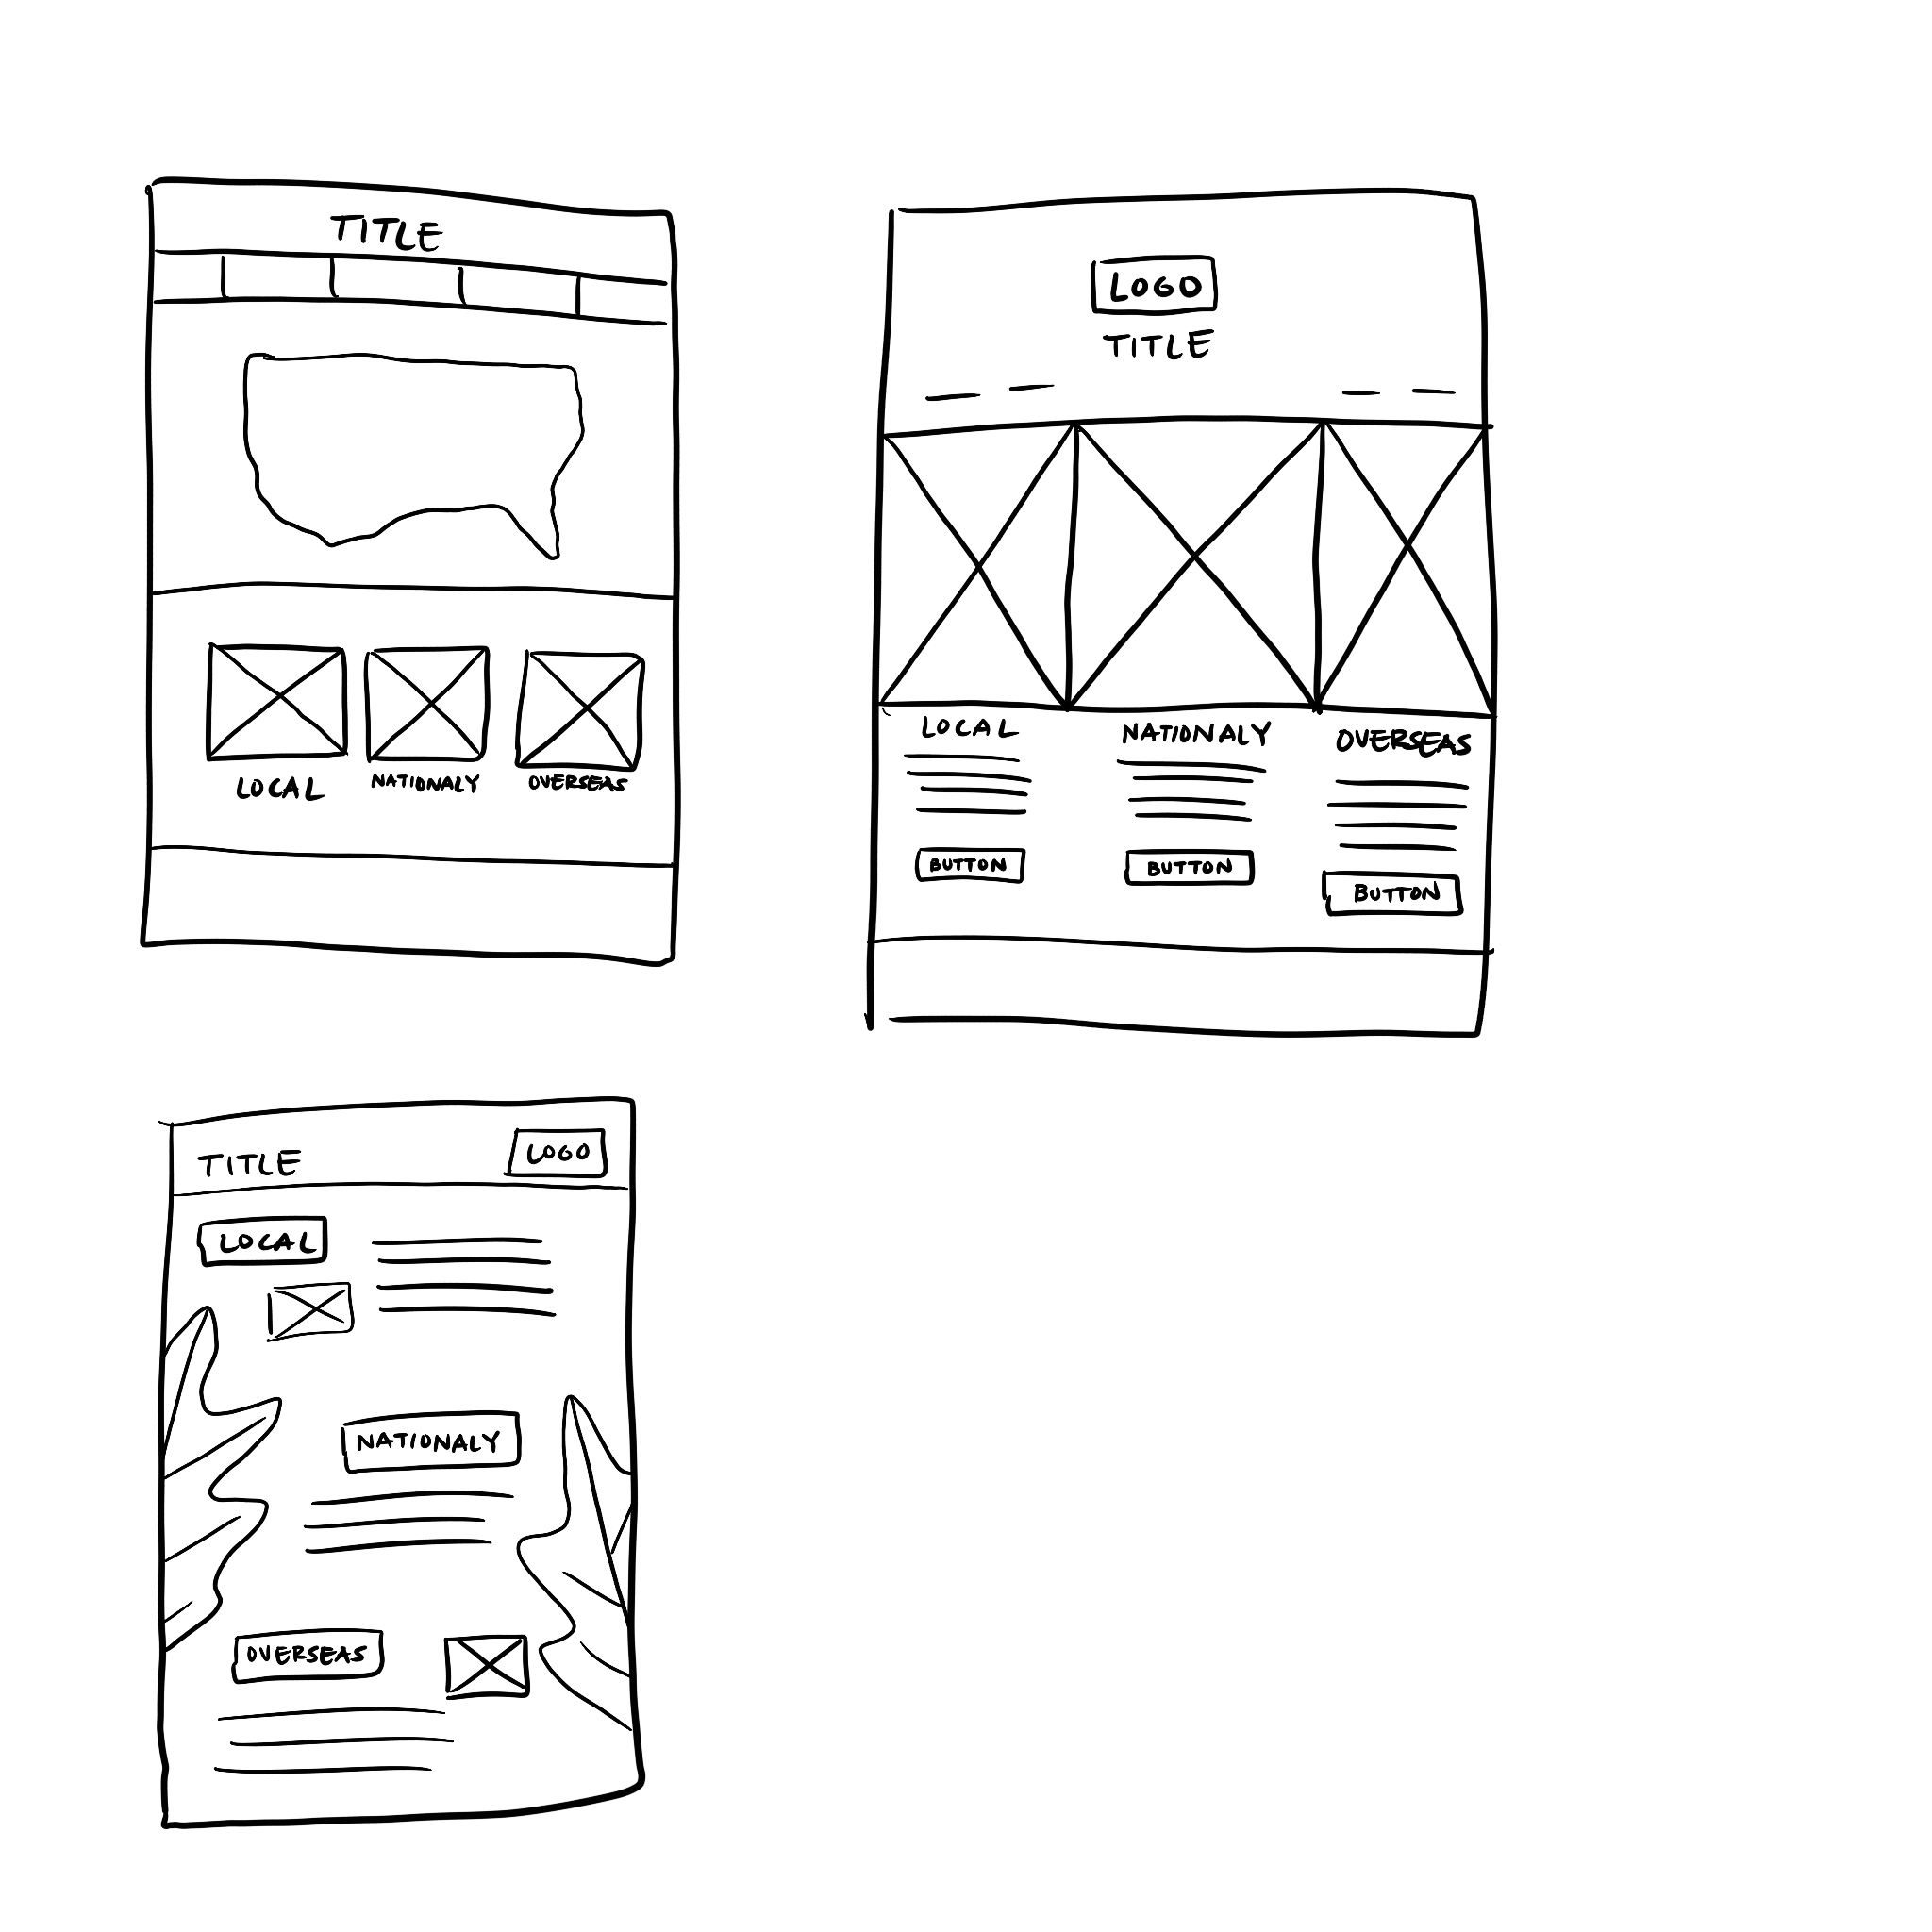 TITLE
LOCAL NATIONALY OVERSEAS
LOGO
TITLE
LOCAL NATIONALY OVERSEAS
BUTTON BUTTON BUTTON
TITLE LOGO
LOCAL
NATIONALY
OVERSEAS